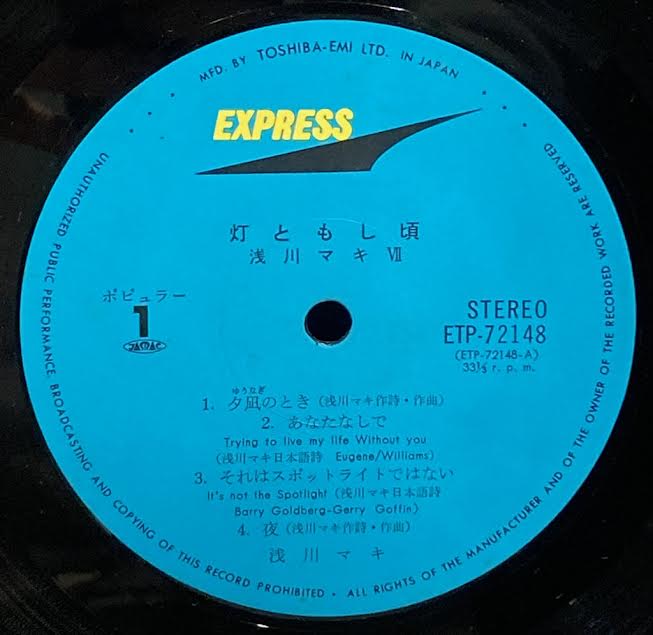 MFD. BY TOSHIBA-EMI LTD. IN JAPAN
EXPRESS
灯ともし頃
浅川マキ Ⅶ
ポピュラー
1
JASRAC
STEREO
ETP-72148
(ETP-72148-A)
33⅓ r. p. m.
ゆうなぎ
1. 夕凪のとき (浅川マキ作詩・作曲)
2. あなたなしで
Trying to live my life Without you
(浅川マキ日本語詩 Eugene/Williams)
3. それはスポットライトではない
It's not the Spotlight (浅川マキ日本語詩
Barry Goldberg-Gerry Goffin)
4. 夜 (浅川マキ作詩・作曲)
浅川マキ
UNAUTHORIZED PUBLIC PERFORMANCE, BROADCASTING AND COPYING OF THIS RECORD PROHIBITED • ALL RIGHTS OF THE MANUFACTURER AND OF THE OWNER OF THE RECORDED WORK ARE RESERVED